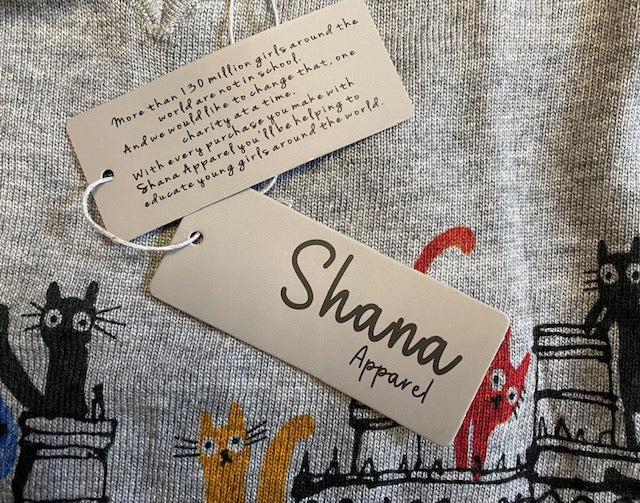 More than 130 million girls around the
world are not in school.
And we would like to change that, one
charity at a time.
With every purchase you make with
Shana Apparel you'll be helping to
educate young girls around the world.
Shana
Apparel